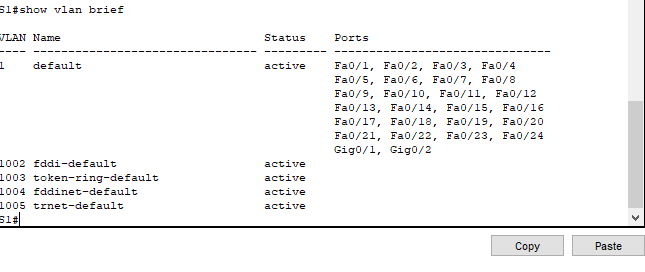 S1#show vlan brief
VLAN Name                             Status    Ports
---- -------------------------------- --------- -------------------------------
1    default                          active    Fa0/1, Fa0/2, Fa0/3, Fa0/4
                                                Fa0/5, Fa0/6, Fa0/7, Fa0/8
                                                Fa0/9, Fa0/10, Fa0/11, Fa0/12
                                                Fa0/13, Fa0/14, Fa0/15, Fa0/16
                                                Fa0/17, Fa0/18, Fa0/19, Fa0/20
                                                Fa0/21, Fa0/22, Fa0/23, Fa0/24
                                                Gig0/1, Gig0/2
1002 fddi-default                     active
1003 token-ring-default               active
1004 fddinet-default                  active
1005 trnet-default                    active
S1#
Copy Paste